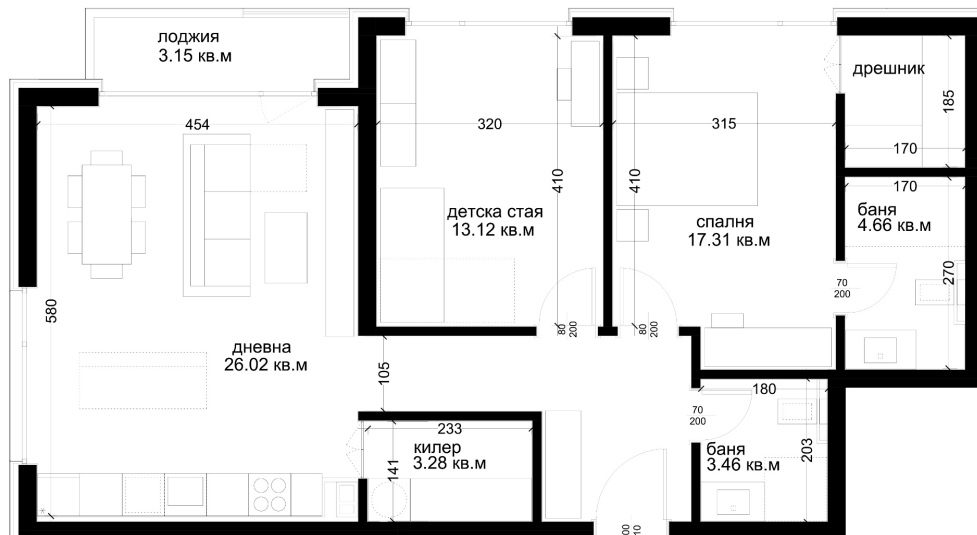 лоджия
3.15 кв.м
454
320
315
дрешник
185
170
410
410
детска стая
13.12 кв.м
спалня
17.31 кв.м
170
баня
4.66 кв.м
270
70
200
580
80
200
80
200
дневна
26.02 кв.м
105
180
70
200
233
килер
3.28 кв.м
141
баня
3.46 кв.м
203